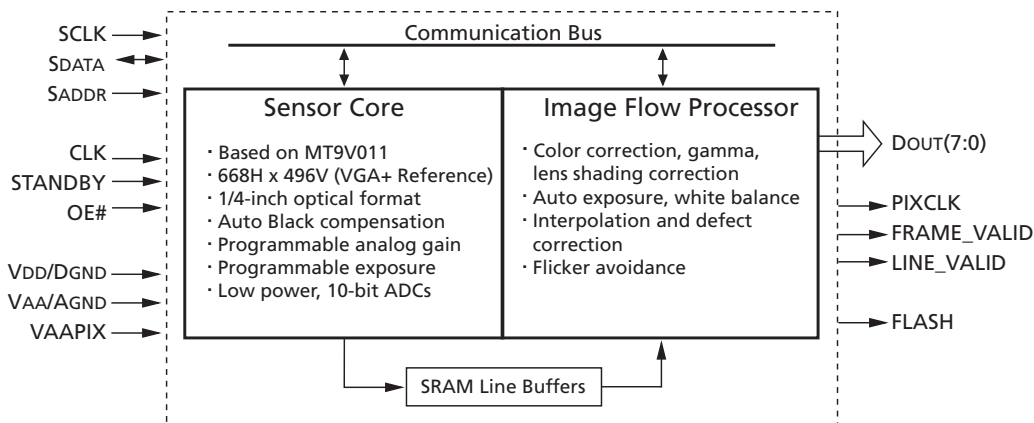 SCLK
SDATA
SADDR
CLK
STANDBY
OE#
VDD/DGND
VAA/AGND
VAAPIX
Communication Bus
Sensor Core
· Based on MT9V011
· 668H x 496V (VGA+ Reference)
· 1/4-inch optical format
· Auto Black compensation
· Programmable analog gain
· Programmable exposure
· Low power, 10-bit ADCs
Image Flow Processor
· Color correction, gamma,
lens shading correction
· Auto exposure, white balance
· Interpolation and defect
correction
· Flicker avoidance
SRAM Line Buffers
DOUT(7:0)
PIXCLK
FRAME_VALID
LINE_VALID
FLASH